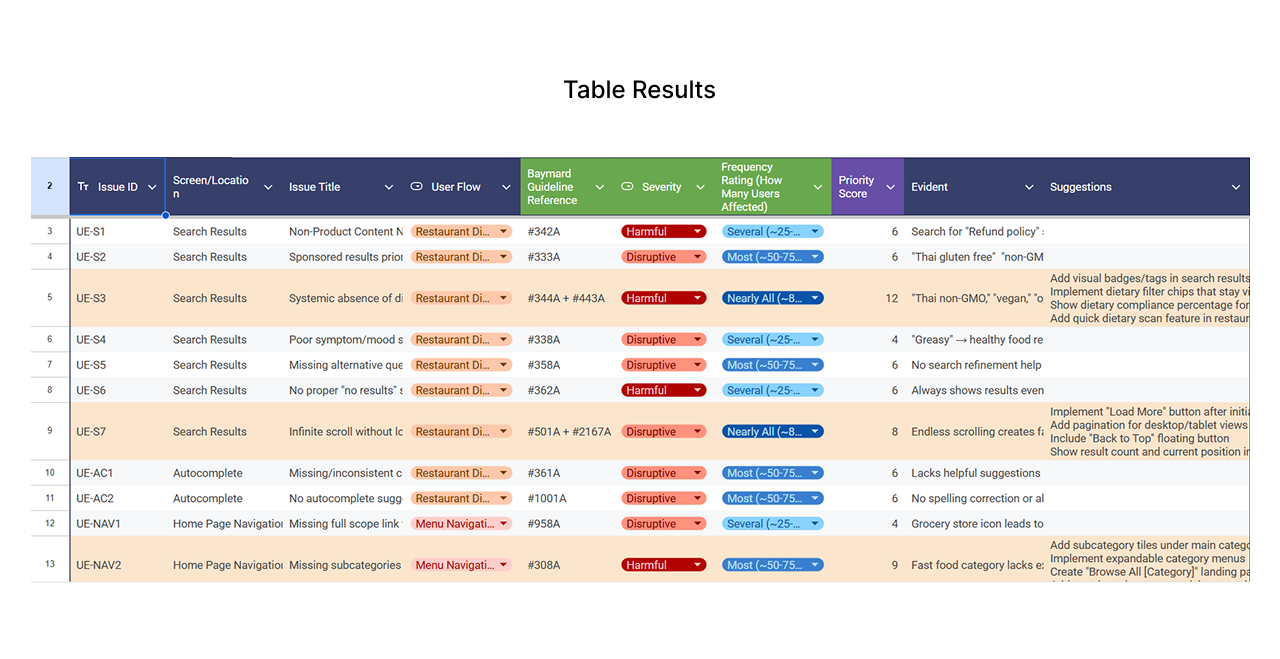 Table Results
2 Tт Issue ID Screen/Locatio n Issue Title User Flow Baymard Guideline Reference Severity Frequency Rating (How Many Users Affected) Priority Score Evident Suggestions
3 UE-S1 Search Results Non-Product Content N Restaurant Di... #342A Harmful Several (~25-... 6 Search for "Refund policy"
4 UE-S2 Search Results Sponsored results prior Restaurant Di... #333A Disruptive Most (~50-75... 6 "Thai gluten free" "non-GM
5 UE-S3 Search Results Systemic absence of di Restaurant Di... #344A + #443A Harmful Nearly All (~8... 12 "Thai non-GMO," "vegan," "o
Add visual badges/tags in search results
Implement dietary filter chips that stay vi
Show dietary compliance percentage for
Add quick dietary scan feature in restaur
6 UE-S4 Search Results Poor symptom/mood s Restaurant Di... #338A Disruptive Several (~25-... 4 "Greasy" → healthy food re
7 UE-S5 Search Results Missing alternative que Restaurant Di... #358A Disruptive Most (~50-75... 6 No search refinement help
8 UE-S6 Search Results No proper "no results" s Restaurant Di... #362A Harmful Several (~25-... 6 Always shows results even
9 UE-S7 Search Results Infinite scroll without lo Restaurant Di... #501A + #2167A Disruptive Nearly All (~8... 8 Endless scrolling creates fa
Implement "Load More" button after initia
Add pagination for desktop/tablet views
Include "Back to Top" floating button
Show result count and current position in
10 UE-AC1 Autocomplete Missing/inconsistent c Restaurant Di... #361A Disruptive Most (~50-75... 6 Lacks helpful suggestions
11 UE-AC2 Autocomplete No autocomplete sugg Restaurant Di... #1001A Disruptive Most (~50-75... 6 No spelling correction or al
12 UE-NAV1 Home Page Navigation Missing full scope link Menu Navigati... #958A Disruptive Several (~25-... 4 Grocery store icon leads to
13 UE-NAV2 Home Page Navigation Missing subcategories Menu Navigati... #308A Harmful Most (~50-75... 9 Fast food category lacks ex
Add subcategory tiles under main catego
Implement expandable category menus
Create "Browse All [Category]" landing pa